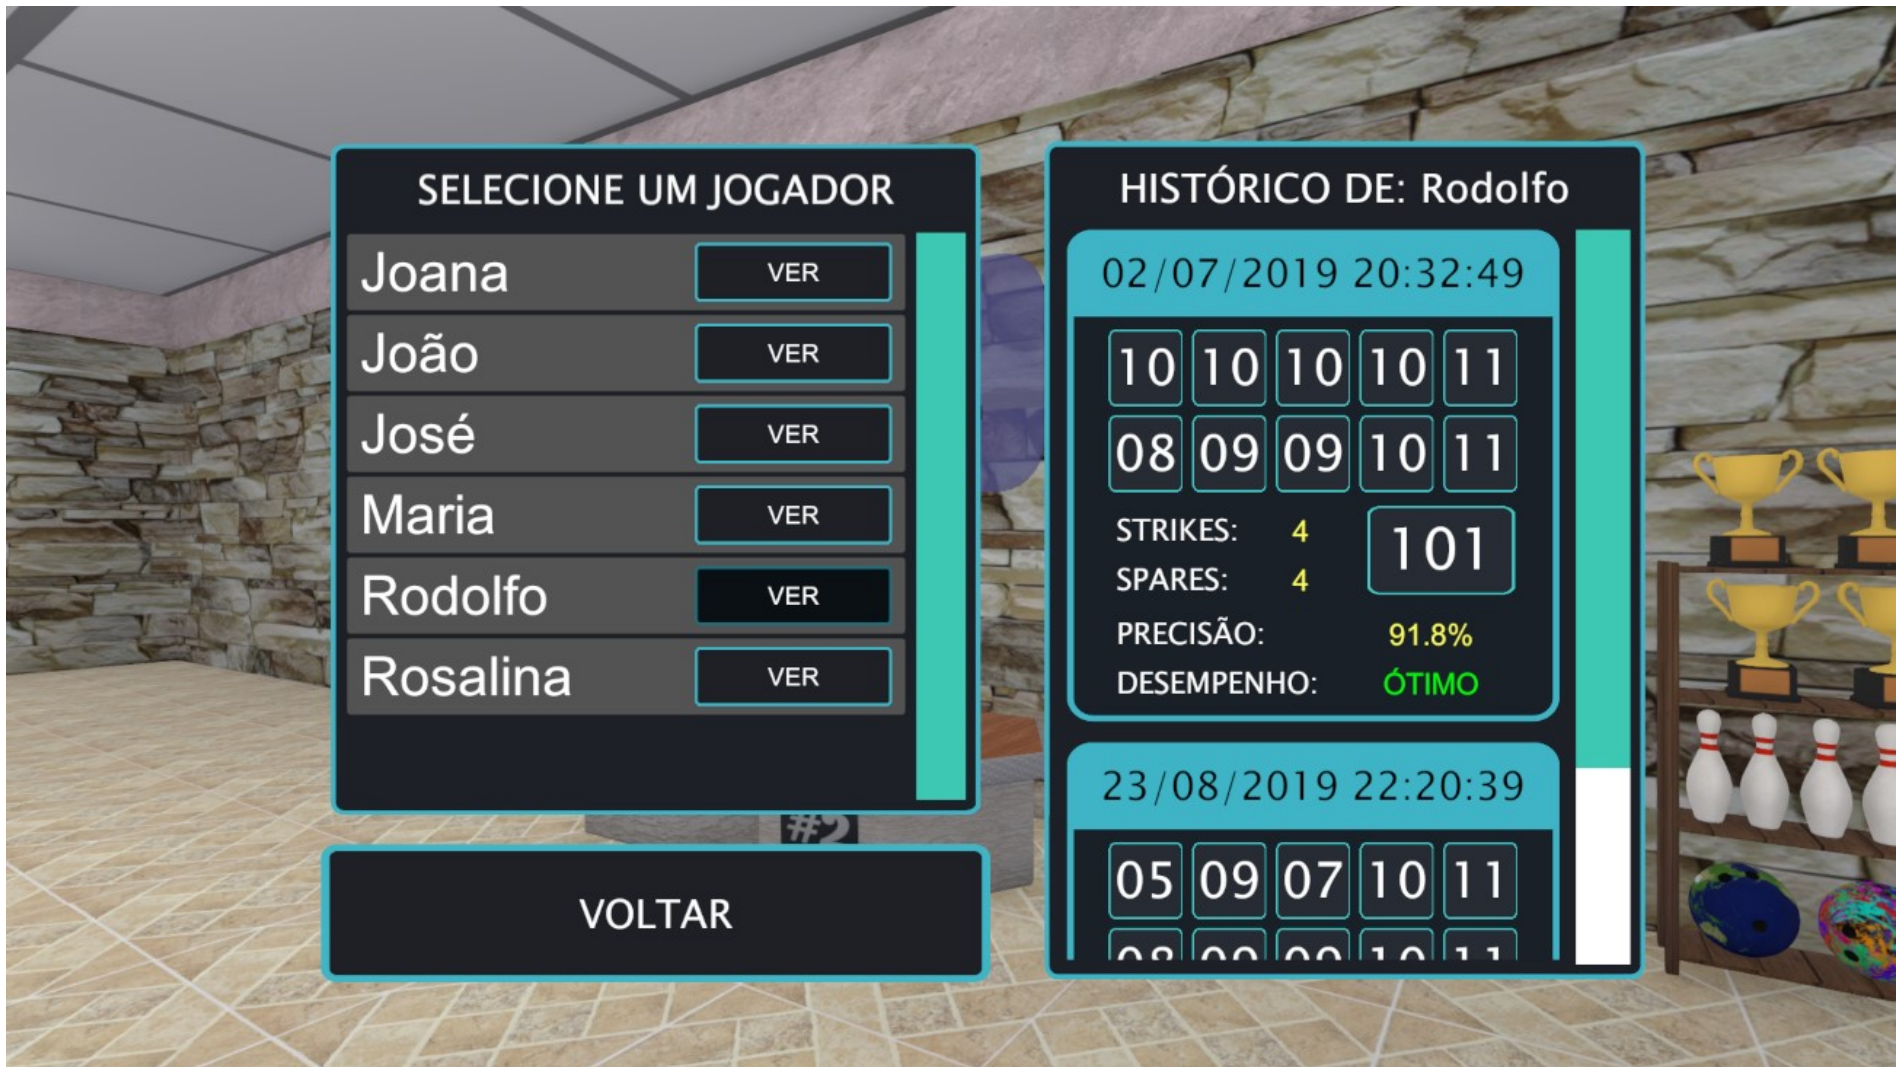 SELECIONE UM JOGADOR
Joana VER
João VER
José VER
Maria VER
Rodolfo VER
Rosalina VER
VOLTAR
#2
HISTÓRICO DE: Rodolfo
02/07/2019 20:32:49
10 10 10 10 11
08 09 09 10 11
STRIKES: 4
SPARES: 4
101
PRECISÃO: 91.8%
DESEMPENHO: ÓTIMO
23/08/2019 22:20:39
05 09 07 10 11